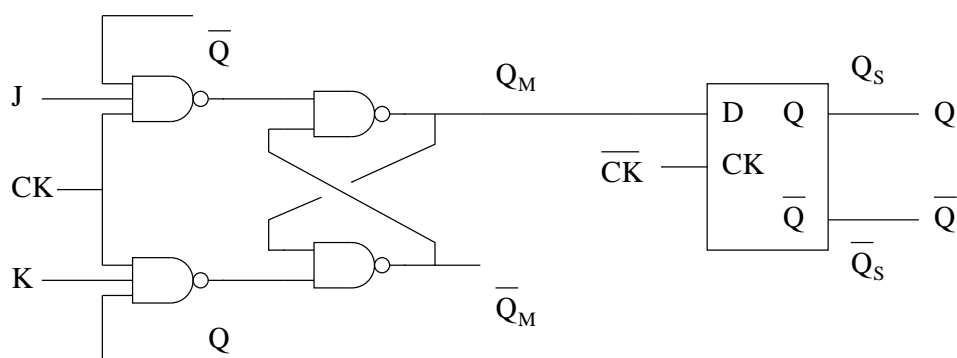 Q̅
J
Q_M
Q_S
D Q Q
CK
C̅K̅ CK
Q̅ Q̅
K
Q̅_M
Q̅_S
Q